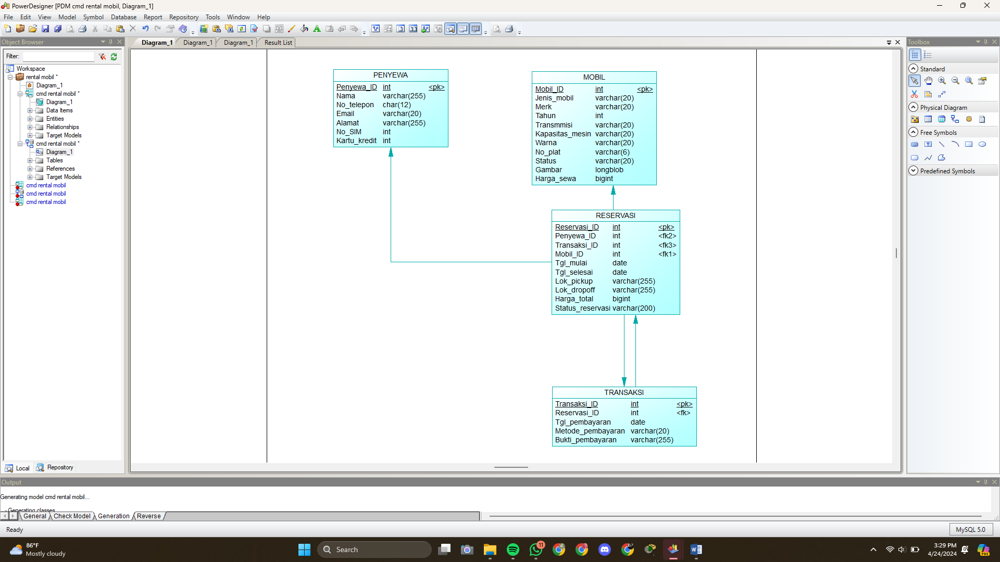 PowerDesigner [PDM cmd rental mobil, Diagram_1]
File Edit View Model Symbol Database Report Repository Tools Window Help
Object Browser
Filter:
Workspace
rental mobil *
Diagram_1
cmd rental mobil *
Diagram_1
Data Items
Entities
Relationships
Target Models
cmd rental mobil *
Diagram_1
Tables
References
Target Models
cmd rental mobil
cmd rental mobil
cmd rental mobil
Local Repository
Diagram_1 Diagram_1 Diagram_1 Result List
PENYEWA
Penyewa_ID int <pk>
Nama varchar(255)
No_telepon char(12)
Email varchar(20)
Alamat varchar(255)
No_SIM int
Kartu_kredit int
MOBIL
Mobil_ID int <pk>
Jenis_mobil varchar(20)
Merk varchar(20)
Tahun int
Transmmisi varchar(20)
Kapasitas_mesin varchar(20)
Warna varchar(20)
No_plat varchar(6)
Status varchar(20)
Gambar longblob
Harga_sewa bigint
RESERVASI
Reservasi_ID int <pk>
Penyewa_ID int <fk2>
Transaksi_ID int <fk3>
Mobil_ID int <fk1>
Tgl_mulai date
Tgl_selesai date
Lok_pickup varchar(255)
Lok_dropoff varchar(255)
Harga_total bigint
Status_reservasi varchar(200)
TRANSAKSI
Transaksi_ID int <pk>
Reservasi_ID int <fk>
Tgl_pembayaran date
Metode_pembayaran varchar(20)
Bukti_pembayaran varchar(255)
Toolbox
Standard
Physical Diagram
Free Symbols
Predefined Symbols
Output
Generating model cmd rental mobil...
- Generating classes
General Check Model Generation Reverse
Ready
MySQL 5.0
86°F
Mostly cloudy
Search
11
PRE
3:29 PM
4/24/2024